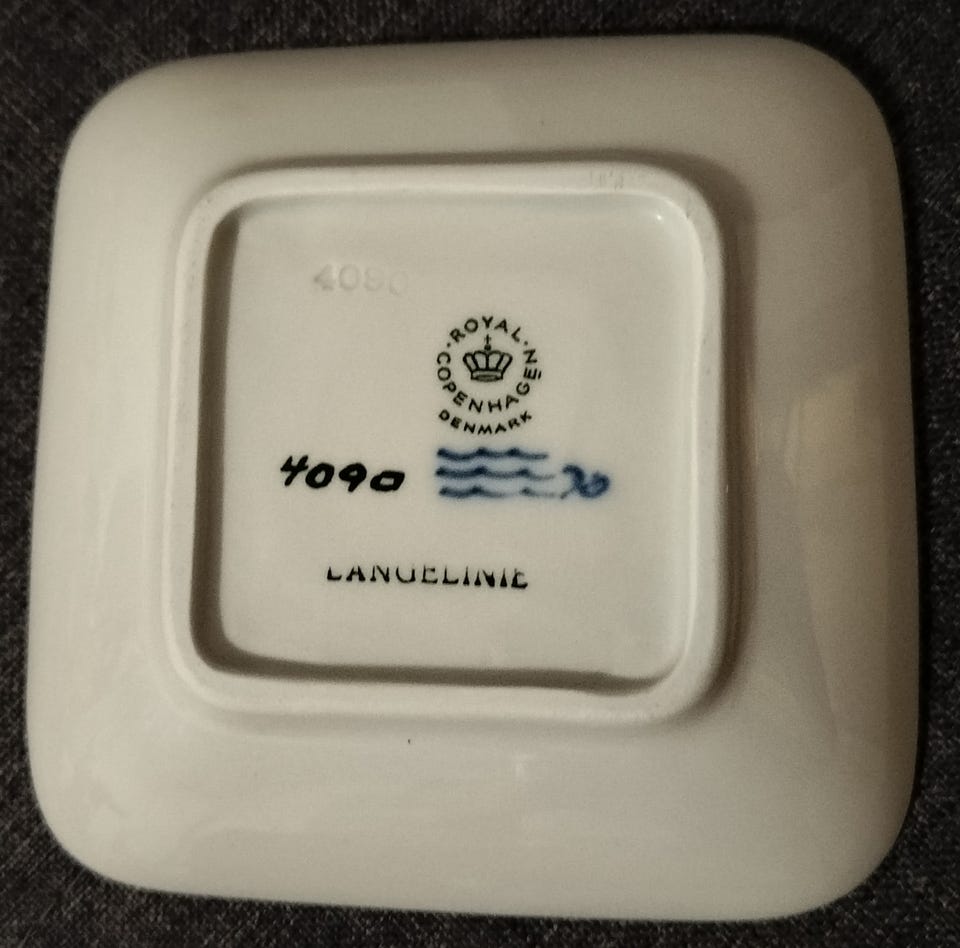 4090
ROYAL · COPENHAGEN
DENMARK
4090
LANGELINIE